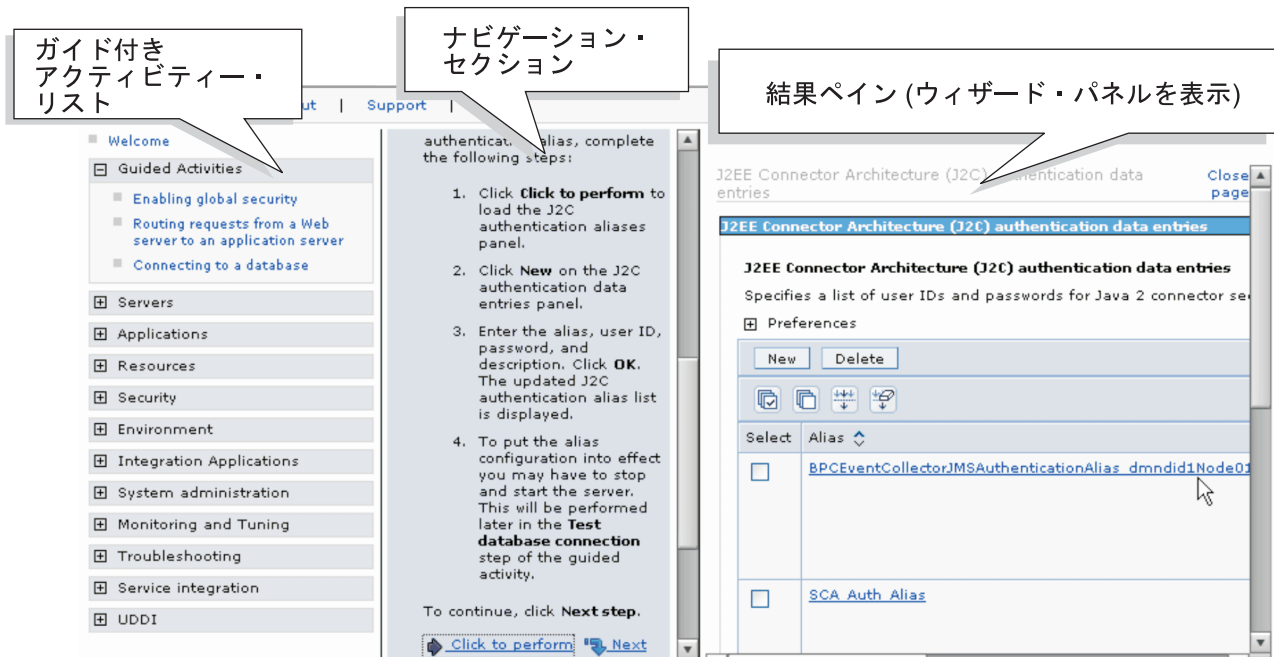 ガイド付き
アクティビティー・
リスト
ナビゲーション・
セクション
結果ペイン (ウィザード・パネルを表示)
| Support |
Welcome
Guided Activities
Enabling global security
Routing requests from a Web
server to an application server
Connecting to a database
Servers
Applications
Resources
Security
Environment
Integration Applications
System administration
Monitoring and Tuning
Troubleshooting
Service integration
UDDI
alias, complete
the following steps:
1. Click Click to perform to
load the J2C
authentication aliases
panel.
2. Click New on the J2C
authentication data
entries panel.
3. Enter the alias, user ID,
password, and
description. Click OK.
The updated J2C
authentication alias list
is displayed.
4. To put the alias
configuration into effect
you may have to stop
and start the server.
This will be performed
later in the Test
database connection
step of the guided
activity.
To continue, click Next step.
Click to perform Next
J2EE Connector Architecture (J2C) authentication data
entries
Close
page
J2EE Connector Architecture (J2C) authentication data entries
J2EE Connector Architecture (J2C) authentication data entries
Specifies a list of user IDs and passwords for Java 2 connector
Preferences
New Delete
Select Alias
BPCEventCollectorJMSAuthenticationAlias dmndid1Node01
SCA Auth Alias